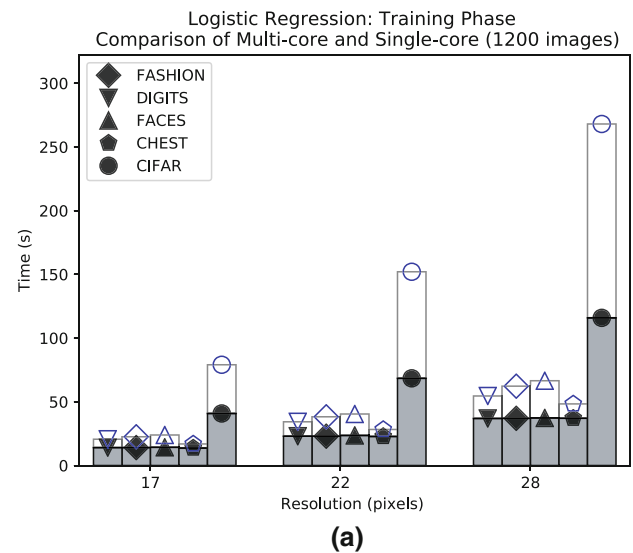 Logistic Regression: Training Phase
Comparison of Multi-core and Single-core (1200 images)
FASHION
DIGITS
FACES
CHEST
CIFAR
300
250
200
150
100
50
0
Time (s)
17
22
28
Resolution (pixels)
(a)